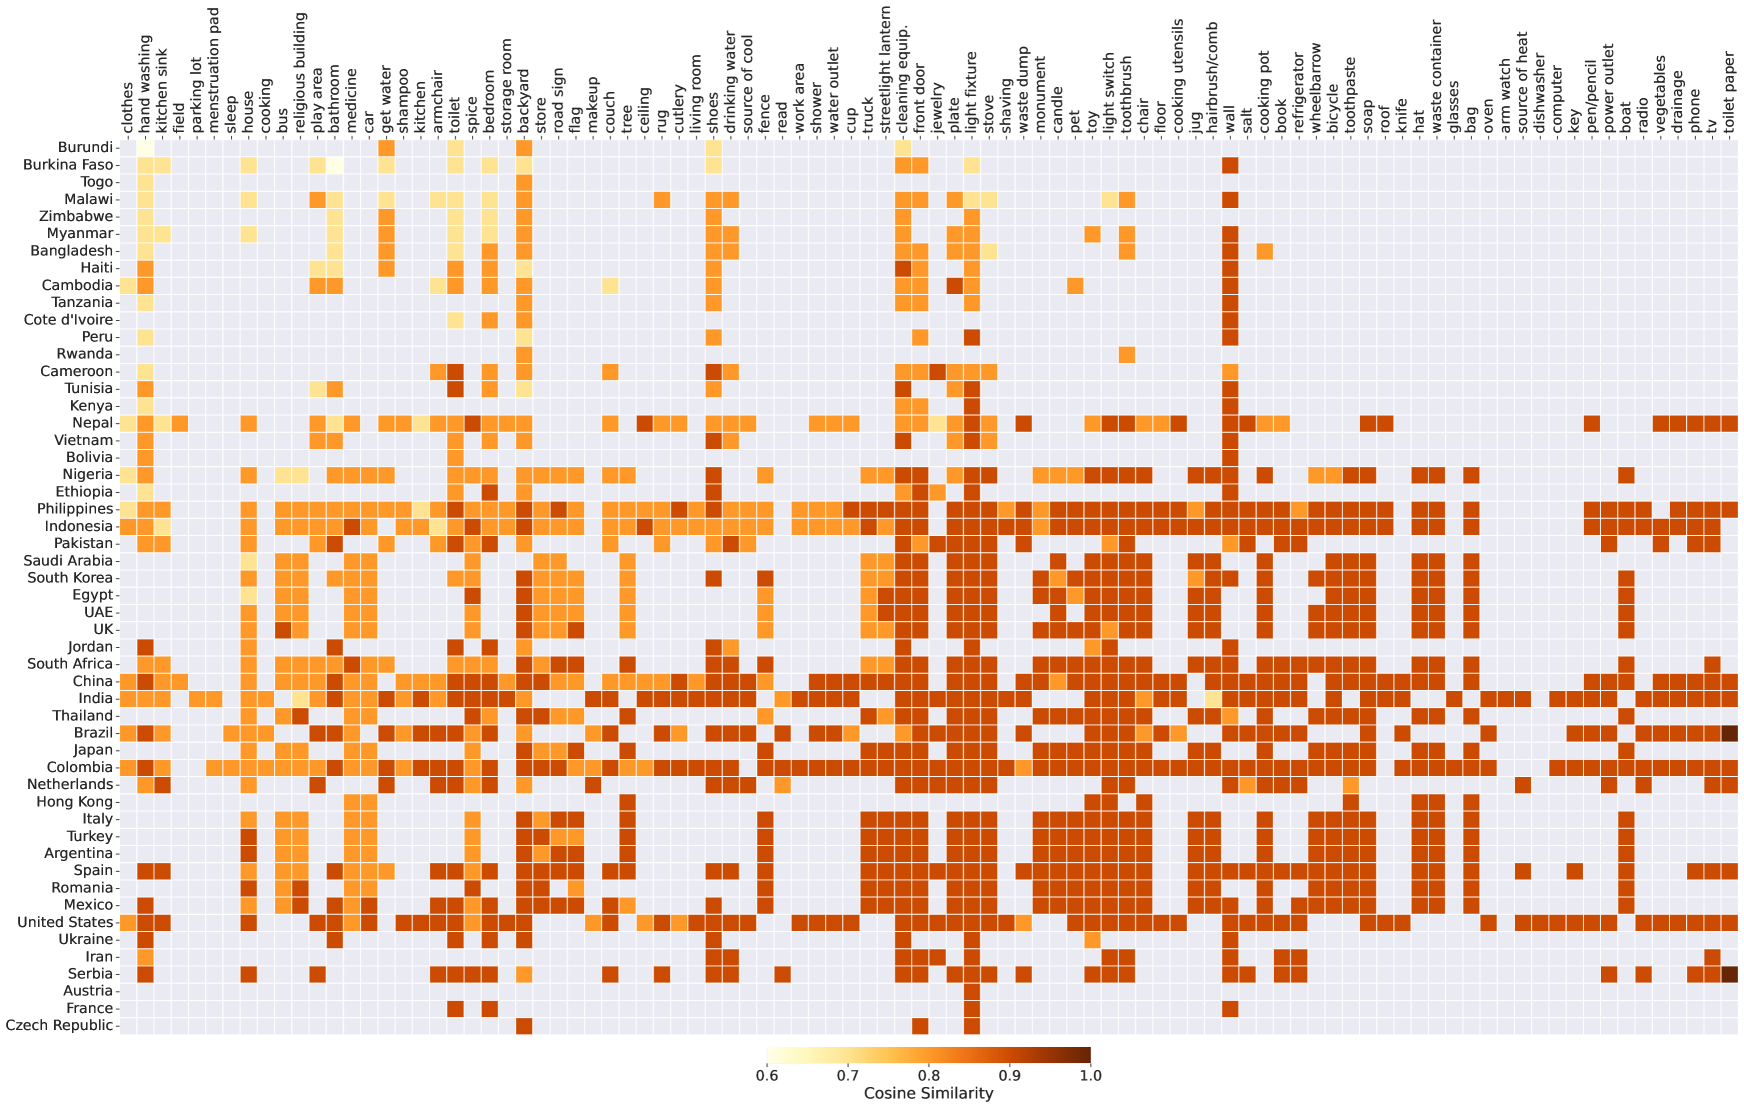 clothes
hand washing
kitchen sink
field
parking lot
menstruation pad
sleep
house
cooking
bus
religious building
play area
bathroom
medicine
car
get water
shampoo
kitchen
armchair
toilet
spice
bedroom
storage room
backyard
store
road sign
flag
makeup
couch
tree
ceiling
rug
cutlery
living room
shoes
drinking water
source of cool
fence
read
work area
shower
water outlet
cup
truck
streetlight lantern
cleaning equip.
front door
jewelry
plate
light fixture
stove
shaving
waste dump
monument
candle
pet
toy
light switch
toothbrush
chair
floor
cooking utensils
jug
hairbrush/comb
wall
salt
cooking pot
book
refrigerator
wheelbarrow
bicycle
toothpaste
soap
roof
knife
hat
waste container
glasses
bag
oven
arm watch
source of heat
dishwasher
computer
key
pen/pencil
power outlet
boat
radio
vegetables
drainage
phone
tv
toilet paper
Burundi
Burkina Faso
Togo
Malawi
Zimbabwe
Myanmar
Bangladesh
Haiti
Cambodia
Tanzania
Cote d'Ivoire
Peru
Rwanda
Cameroon
Tunisia
Kenya
Nepal
Vietnam
Bolivia
Nigeria
Ethiopia
Philippines
Indonesia
Pakistan
Saudi Arabia
South Korea
Egypt
UAE
UK
Jordan
South Africa
China
India
Thailand
Brazil
Japan
Colombia
Netherlands
Hong Kong
Italy
Turkey
Argentina
Spain
Romania
Mexico
United States
Ukraine
Iran
Serbia
Austria
France
Czech Republic
0.6 0.7 0.8 0.9 1.0
Cosine Similarity